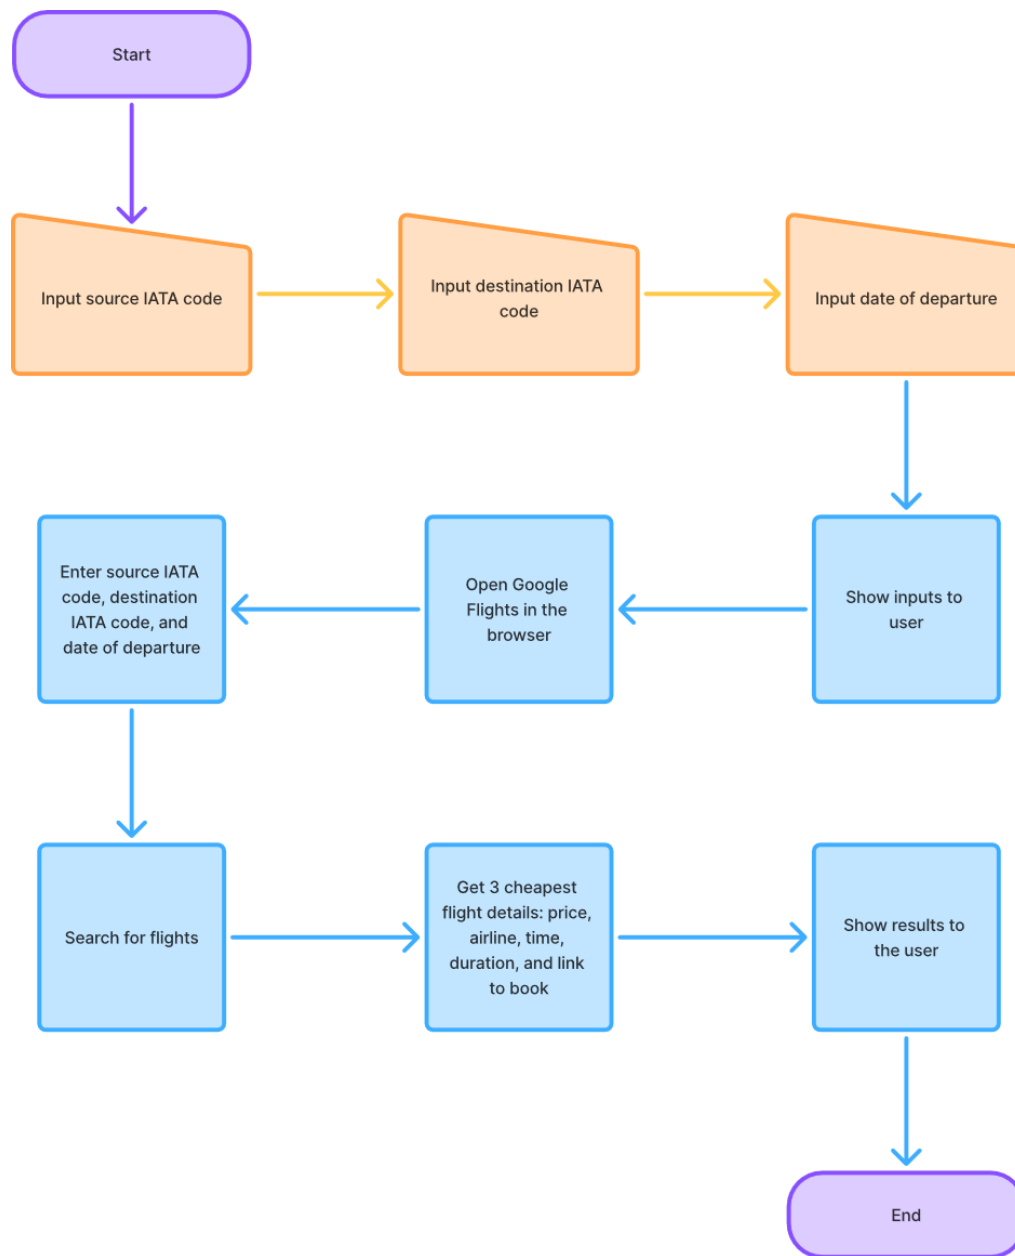 Start
Input source IATA code
Input destination IATA
code
Input date of departure
Show inputs to
user
Open Google
Flights in the
browser
Enter source IATA
code, destination
IATA code, and
date of departure
Search for flights
Get 3 cheapest
flight details: price,
airline, time,
duration, and link
to book
Show results to
the user
End